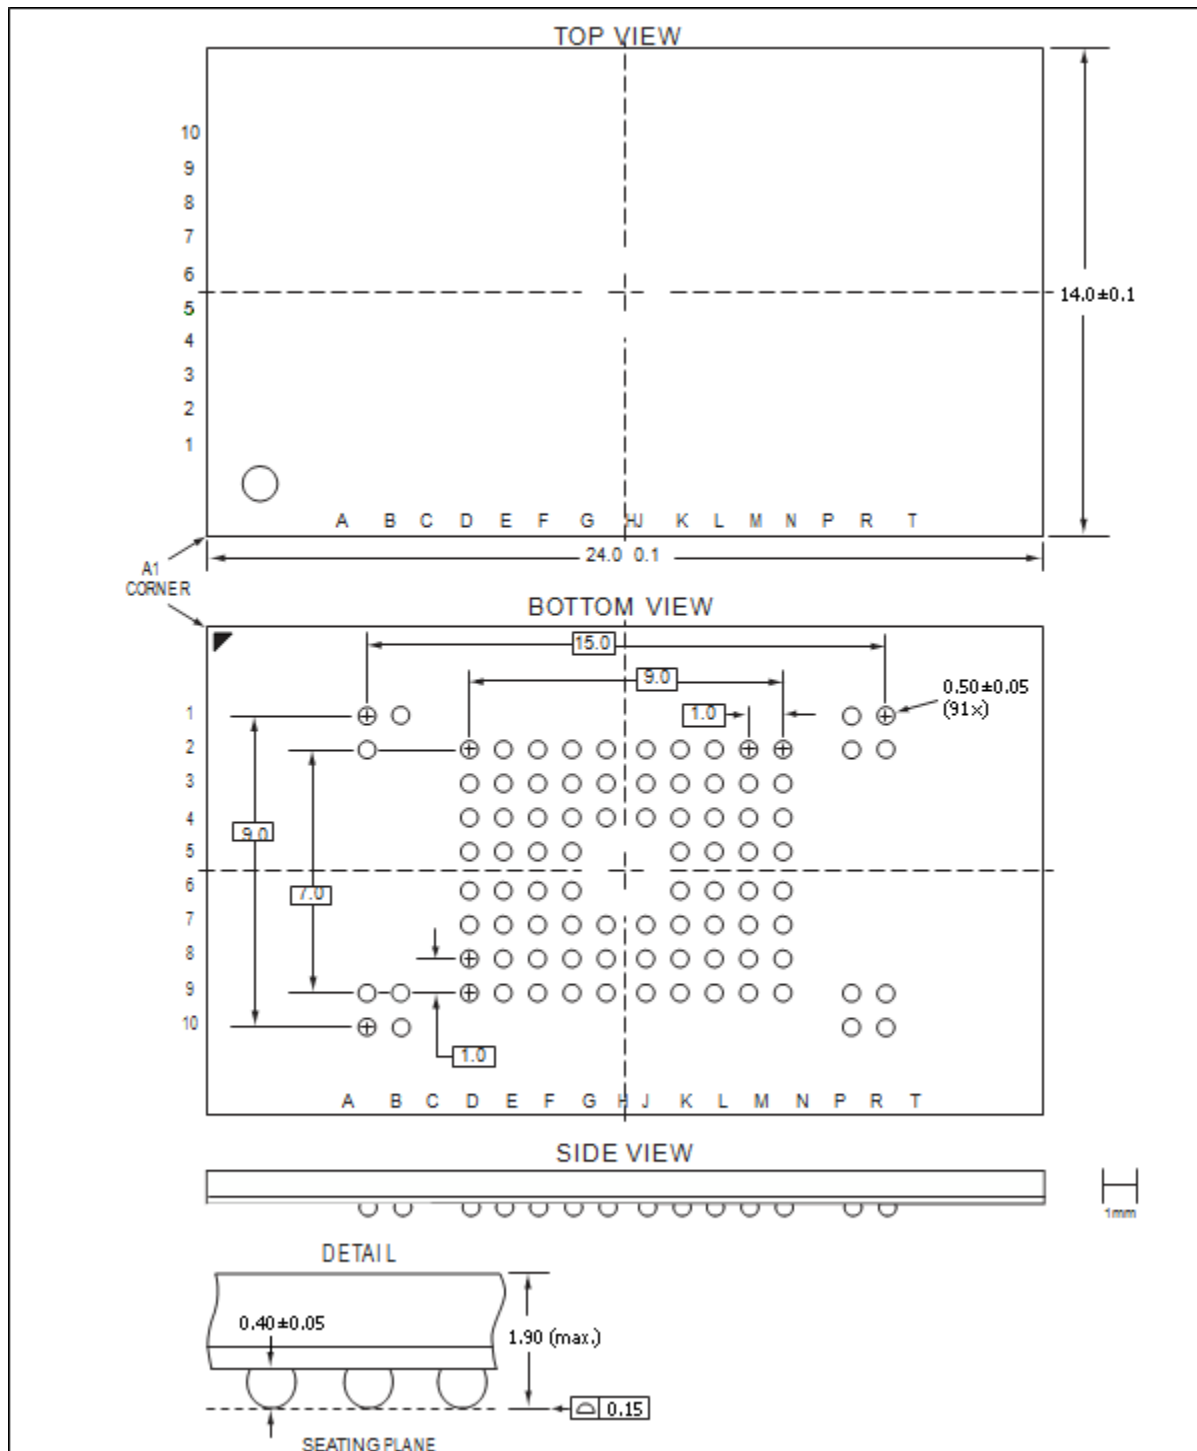 TOP VIEW
10
9
8
7
6
5
4
3
2
1
14.0±0.1
A B C D E F G HJ K L M N P R T
24.0 0.1
A1
CORNER
BOTTOM VIEW
15.0
9.0
1.0
0.50±0.05
(91×)
1
2
3
4
5
6
7
8
9
10
9.0
7.0
1.0
A B C D E F G H J K L M N P R T
SIDE VIEW
1mm
DETAIL
0.40±0.05
1.90 (max.)
0.15
SEATING PLANE